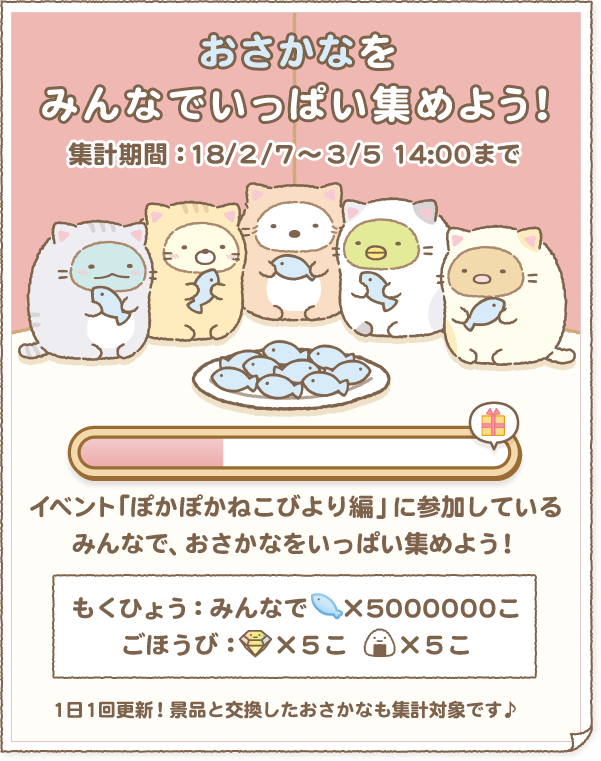 おさかなを
みんなでいっぱい集めよう!
集計期間:18/2/7〜3/5 14:00まで
イベント「ぽかぽかねこびより編」に参加している
みんなで、おさかなをいっぱい集めよう!
もくひょう:みんなで×5000000こ
ごほうび:×5こ ×5こ
1日1回更新!景品と交換したおさかなも集計対象です♪